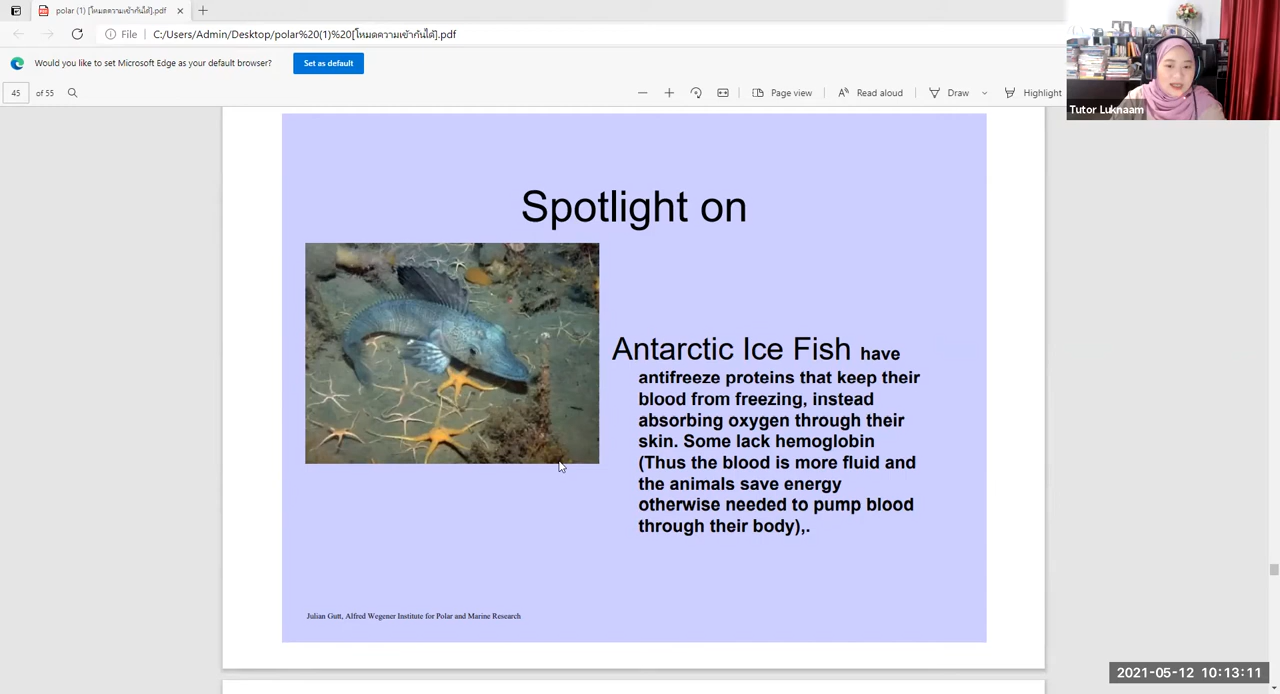 polar (1) [โหมดความเข้ากันได้].pdf
File
C:/Users/Admin/Desktop/polar%20(1)%20[โหมดความเข้ากันได้].pdf
Would you like to set Microsoft Edge as your default browser?
Set as default
45
of 55
Page view
Read aloud
Draw
Highlight
Tutor Luknaam
Spotlight on
Antarctic Ice Fish have
antifreeze proteins that keep their
blood from freezing, instead
absorbing oxygen through their
skin. Some lack hemoglobin
(Thus the blood is more fluid and
the animals save energy
otherwise needed to pump blood
through their body),.
Julian Gutt, Alfred Wegener Institute for Polar and Marine Research
2021-05-12 10:13:11